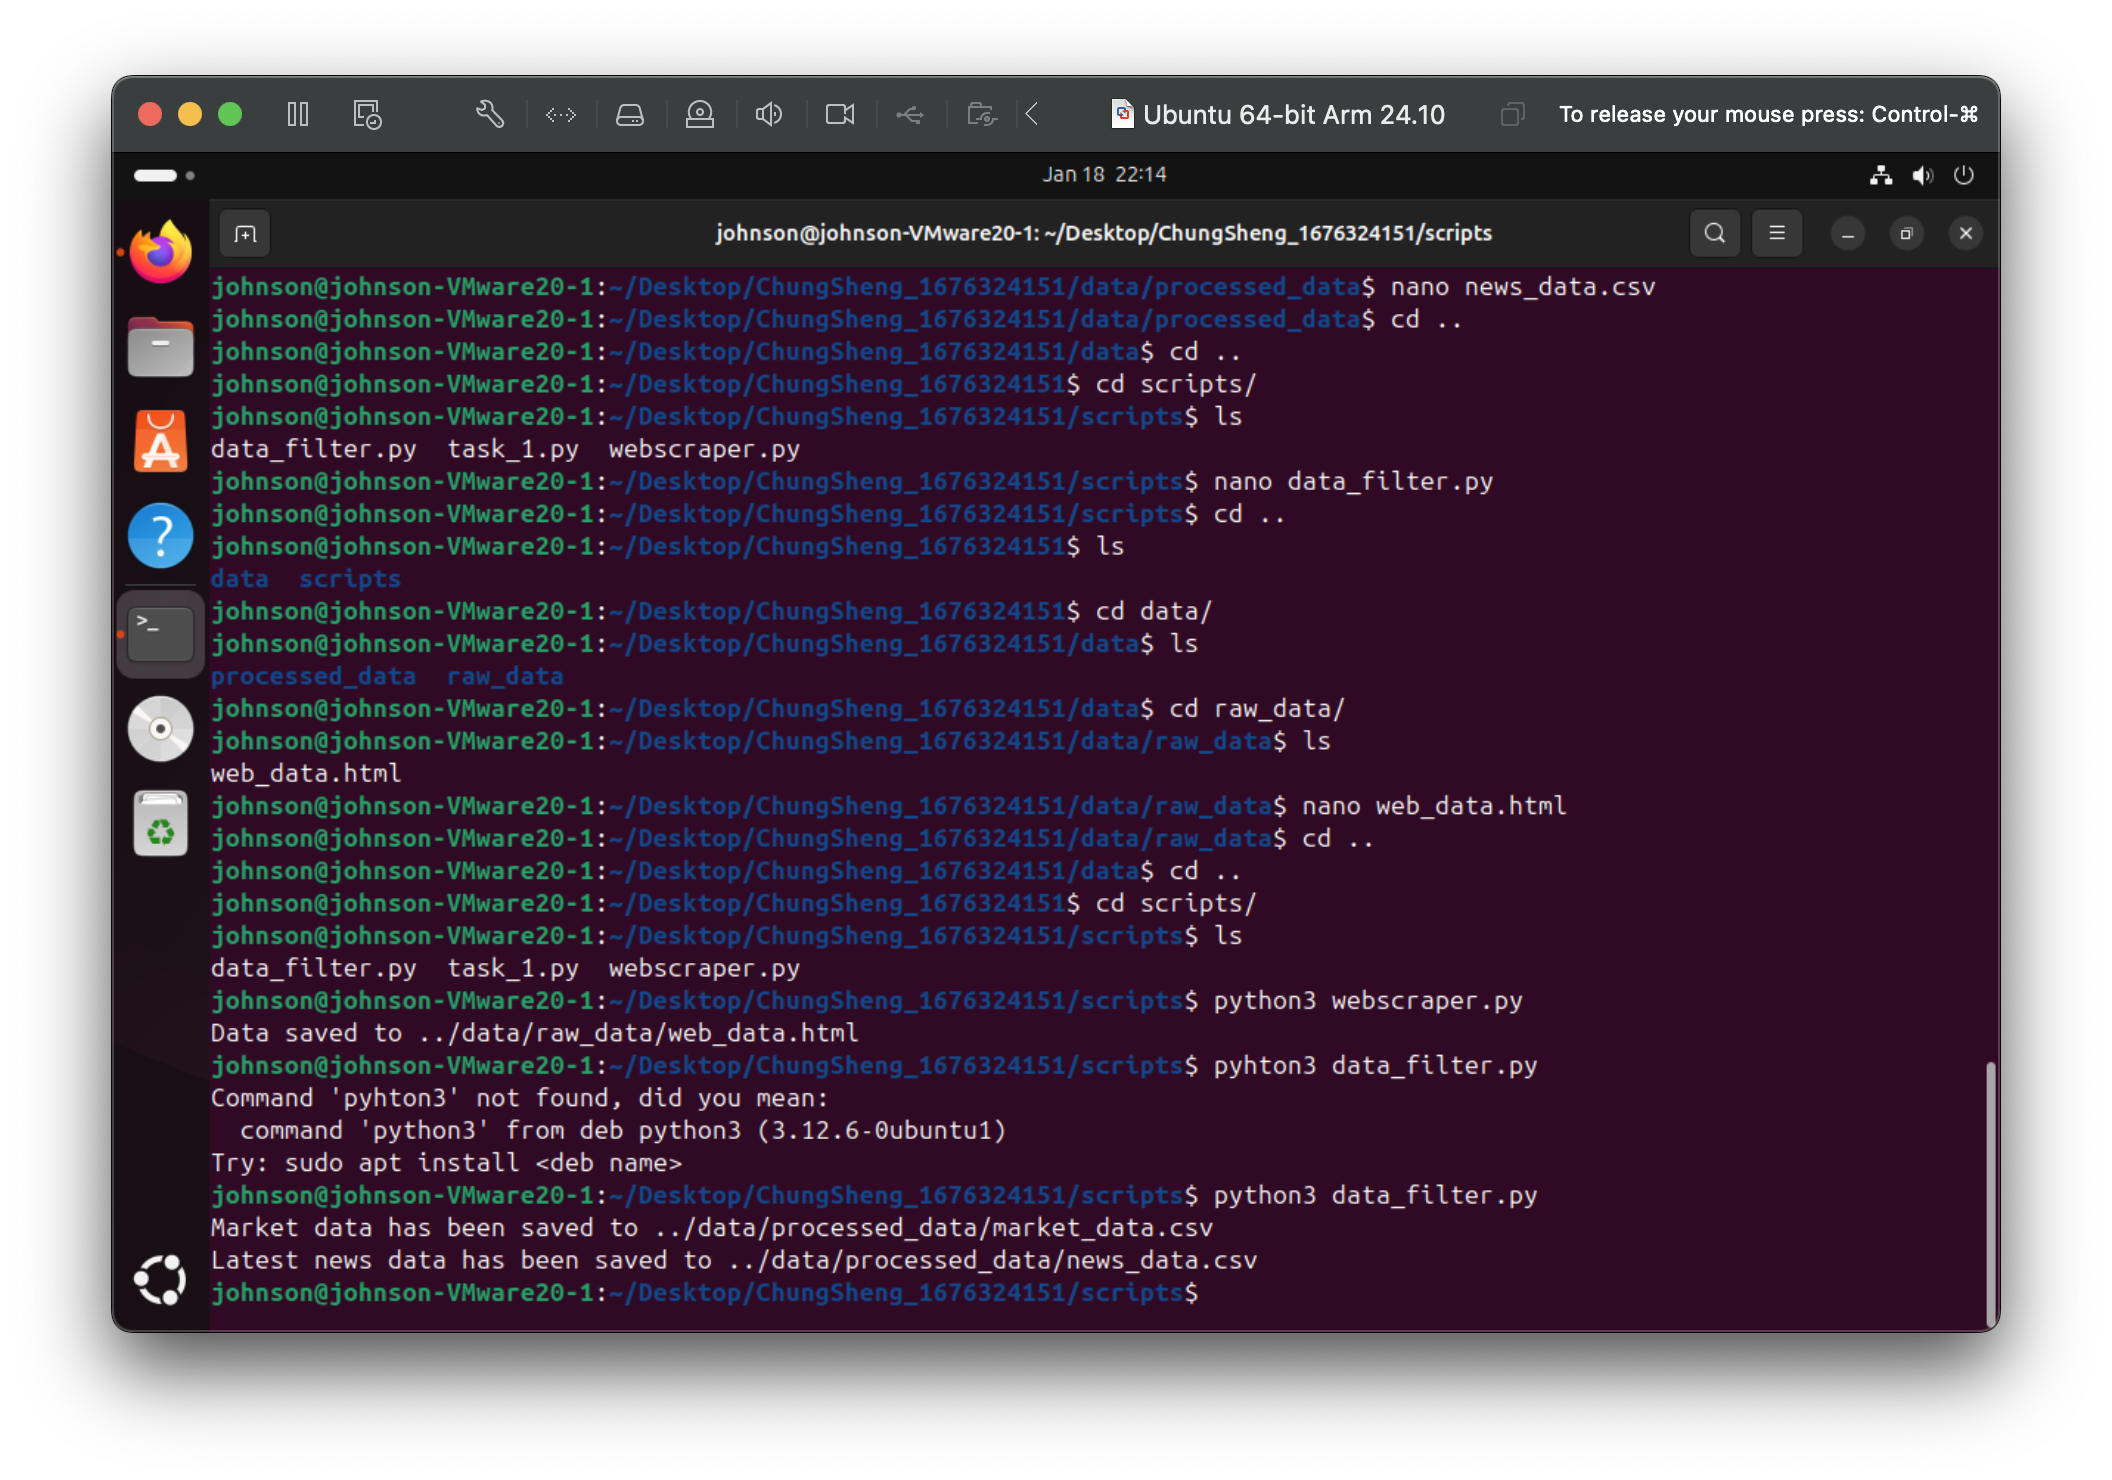 Ubuntu 64-bit Arm 24.10
To release your mouse press: Control-⌘
Jan 18 22:14
johnson@johnson-VMware20-1: ~/Desktop/ChungSheng_1676324151/scripts
johnson@johnson-VMware20-1:~/Desktop/ChungSheng_1676324151/data/processed_data$ nano news_data.csv
johnson@johnson-VMware20-1:~/Desktop/ChungSheng_1676324151/data/processed_data$ cd ..
johnson@johnson-VMware20-1:~/Desktop/ChungSheng_1676324151/data$ cd ..
johnson@johnson-VMware20-1:~/Desktop/ChungSheng_1676324151$ cd scripts/
johnson@johnson-VMware20-1:~/Desktop/ChungSheng_1676324151/scripts$ ls
data_filter.py  task_1.py  webscraper.py
johnson@johnson-VMware20-1:~/Desktop/ChungSheng_1676324151/scripts$ nano data_filter.py
johnson@johnson-VMware20-1:~/Desktop/ChungSheng_1676324151/scripts$ cd ..
johnson@johnson-VMware20-1:~/Desktop/ChungSheng_1676324151$ ls
data  scripts
johnson@johnson-VMware20-1:~/Desktop/ChungSheng_1676324151$ cd data/
johnson@johnson-VMware20-1:~/Desktop/ChungSheng_1676324151/data$ ls
processed_data  raw_data
johnson@johnson-VMware20-1:~/Desktop/ChungSheng_1676324151/data$ cd raw_data/
johnson@johnson-VMware20-1:~/Desktop/ChungSheng_1676324151/data/raw_data$ ls
web_data.html
johnson@johnson-VMware20-1:~/Desktop/ChungSheng_1676324151/data/raw_data$ nano web_data.html
johnson@johnson-VMware20-1:~/Desktop/ChungSheng_1676324151/data/raw_data$ cd ..
johnson@johnson-VMware20-1:~/Desktop/ChungSheng_1676324151/data$ cd ..
johnson@johnson-VMware20-1:~/Desktop/ChungSheng_1676324151$ cd scripts/
johnson@johnson-VMware20-1:~/Desktop/ChungSheng_1676324151/scripts$ ls
data_filter.py  task_1.py  webscraper.py
johnson@johnson-VMware20-1:~/Desktop/ChungSheng_1676324151/scripts$ python3 webscraper.py
Data saved to ../data/raw_data/web_data.html
johnson@johnson-VMware20-1:~/Desktop/ChungSheng_1676324151/scripts$ pyhton3 data_filter.py
Command 'pyhton3' not found, did you mean:
  command 'python3' from deb python3 (3.12.6-0ubuntu1)
Try: sudo apt install <deb name>
johnson@johnson-VMware20-1:~/Desktop/ChungSheng_1676324151/scripts$ python3 data_filter.py
Market data has been saved to ../data/processed_data/market_data.csv
Latest news data has been saved to ../data/processed_data/news_data.csv
johnson@johnson-VMware20-1:~/Desktop/ChungSheng_1676324151/scripts$